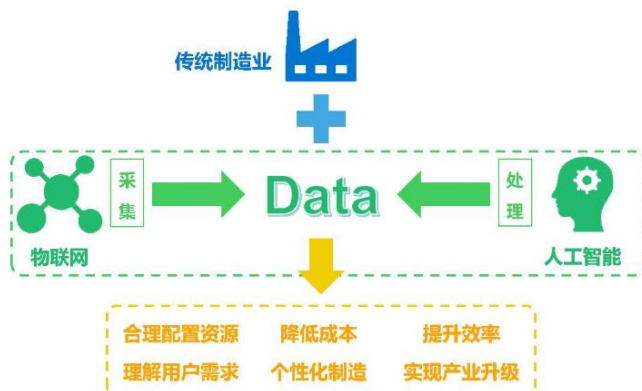 传统制造业
采集
Data
处理
物联网
人工智能
合理配置资源 降低成本 提升效率
理解用户需求 个性化制造 实现产业升级